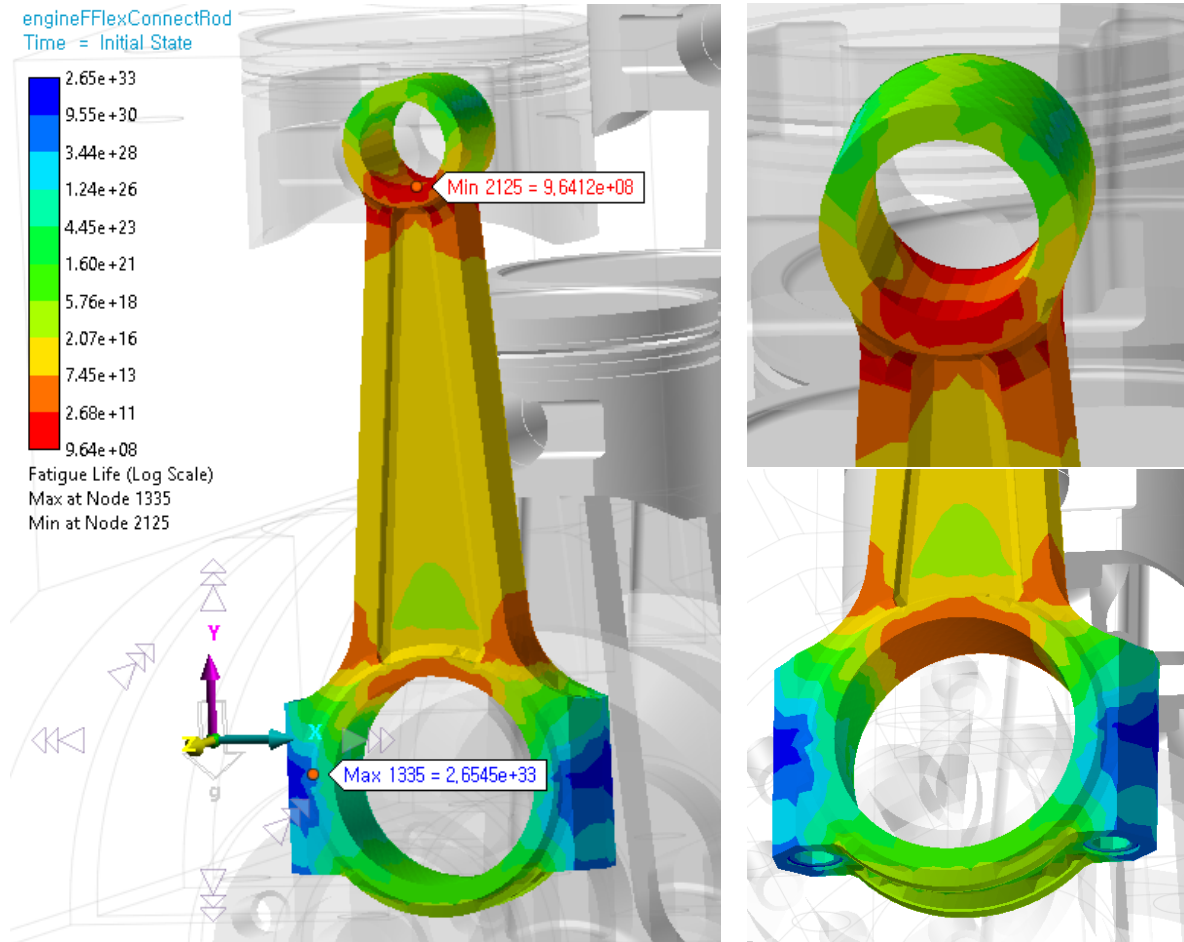 engineFFlexConnectRod
Time = Initial State
2.65e+33
9.55e+30
3.44e+28
1.24e+26
4.45e+23
1.60e+21
5.76e+18
2.07e+16
7.45e+13
2.68e+11
9.64e+08
Fatigue Life (Log Scale)
Max at Node 1335
Min at Node 2125
Min 2125 = 9,6412e+08
Y
X
Z
g
Max 1335 = 2,6545e+33